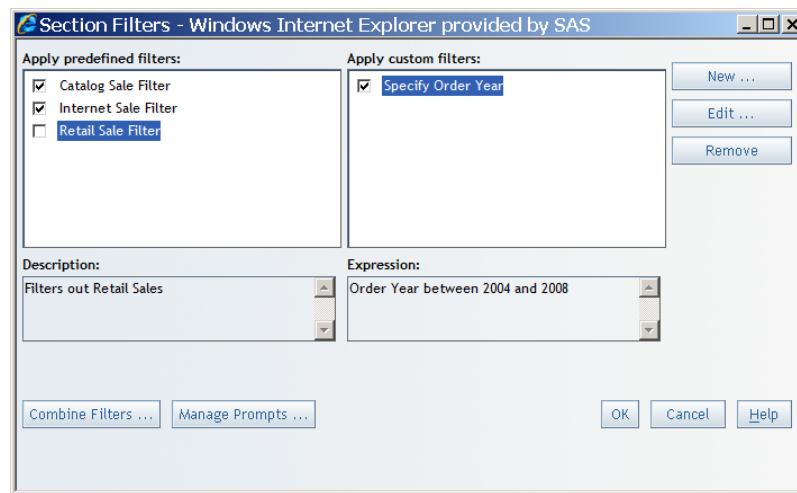 Section Filters - Windows Internet Explorer provided by SAS
Apply predefined filters:
Catalog Sale Filter
Internet Sale Filter
Retail Sale Filter
Apply custom filters:
Specify Order Year
New ...
Edit ...
Remove
Description:
Filters out Retail Sales
Expression:
Order Year between 2004 and 2008
Combine Filters ...
Manage Prompts ...
OK
Cancel
Help